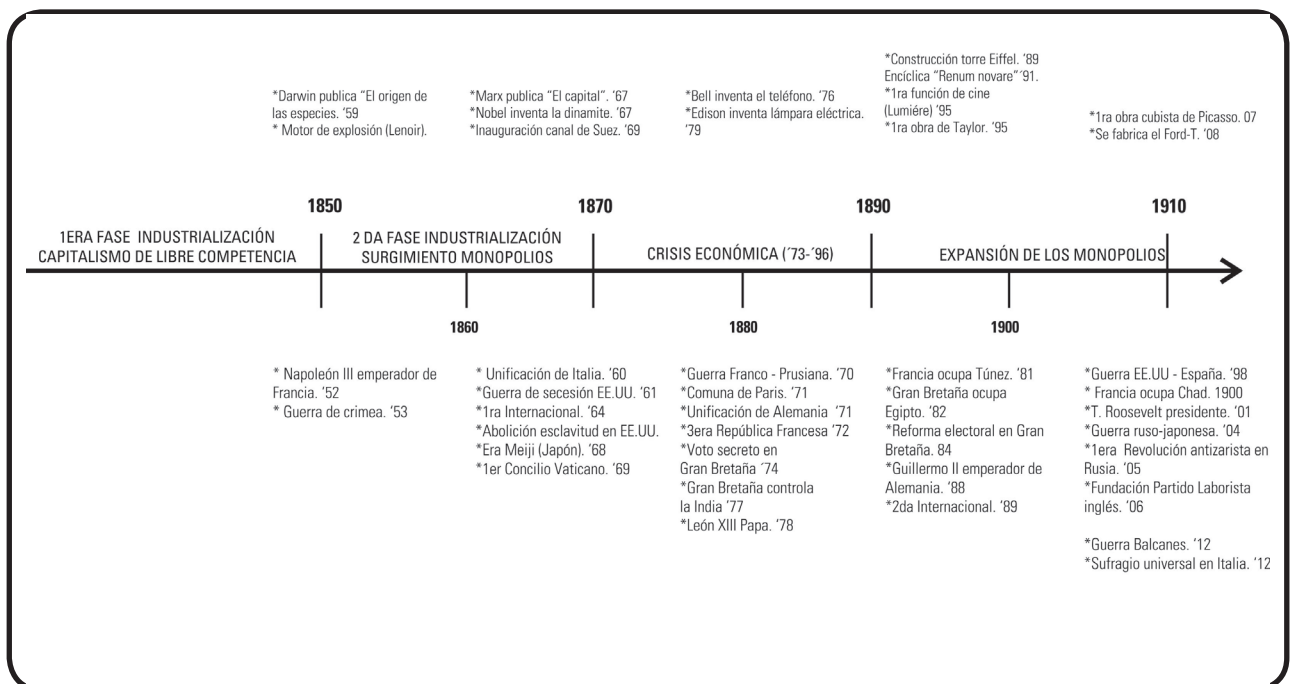 *Darwin publica “El origen de
las especies. ‘59
* Motor de explosión (Lenoir).
*Marx publica “El capital”. ‘67
*Nobel inventa la dinamite. ‘67
*Inauguración canal de Suez. ‘69
*Bell inventa el teléfono. ‘76
*Edison inventa lámpara eléctrica.
‘79
*Construcción torre Eiffel. ‘89
Encíclica “Renum novare”´91.
*1ra función de cine
(Lumiére) ‘95
*1ra obra de Taylor. ‘95
*1ra obra cubista de Picasso. 07
*Se fabrica el Ford-T. ‘08
1850
1870
1890
1910
1ERA FASE INDUSTRIALIZACIÓN
CAPITALISMO DE LIBRE COMPETENCIA
2 DA FASE INDUSTRIALIZACIÓN
SURGIMIENTO MONOPOLIOS
CRISIS ECONÓMICA (´73-´96)
EXPANSIÓN DE LOS MONOPOLIOS
1860
1880
1900
* Napoleón III emperador de
Francia. ‘52
* Guerra de crimea. ‘53
* Unificación de Italia. ‘60
*Guerra de secesión EE.UU. ‘61
*1ra Internacional. ‘64
*Abolición esclavitud en EE.UU.
*Era Meiji (Japón). ‘68
*1er Concilio Vaticano. ‘69
*Guerra Franco - Prusiana. ‘70
*Comuna de Paris. ‘71
*Unificación de Alemania ‘71
*3era República Francesa ‘72
*Voto secreto en
Gran Bretaña ‘74
*Gran Bretaña controla
la India ‘77
*León XIII Papa. ‘78
*Francia ocupa Túnez. ‘81
*Gran Bretaña ocupa
Egipto. ‘82
*Reforma electoral en Gran
Bretaña. 84
*Guillermo II emperador de
Alemania. ‘88
*2da Internacional. ‘89
*Guerra EE.UU - España. ‘98
* Francia ocupa Chad. 1900
*T. Roosevelt presidente. ‘01
*Guerra ruso-japonesa. ‘04
*1era Revolución antizarista en
Rusia. ‘05
*Fundación Partido Laborista
inglés. ‘06
*Guerra Balcanes. ‘12
*Sufragio universal en Italia. ‘12